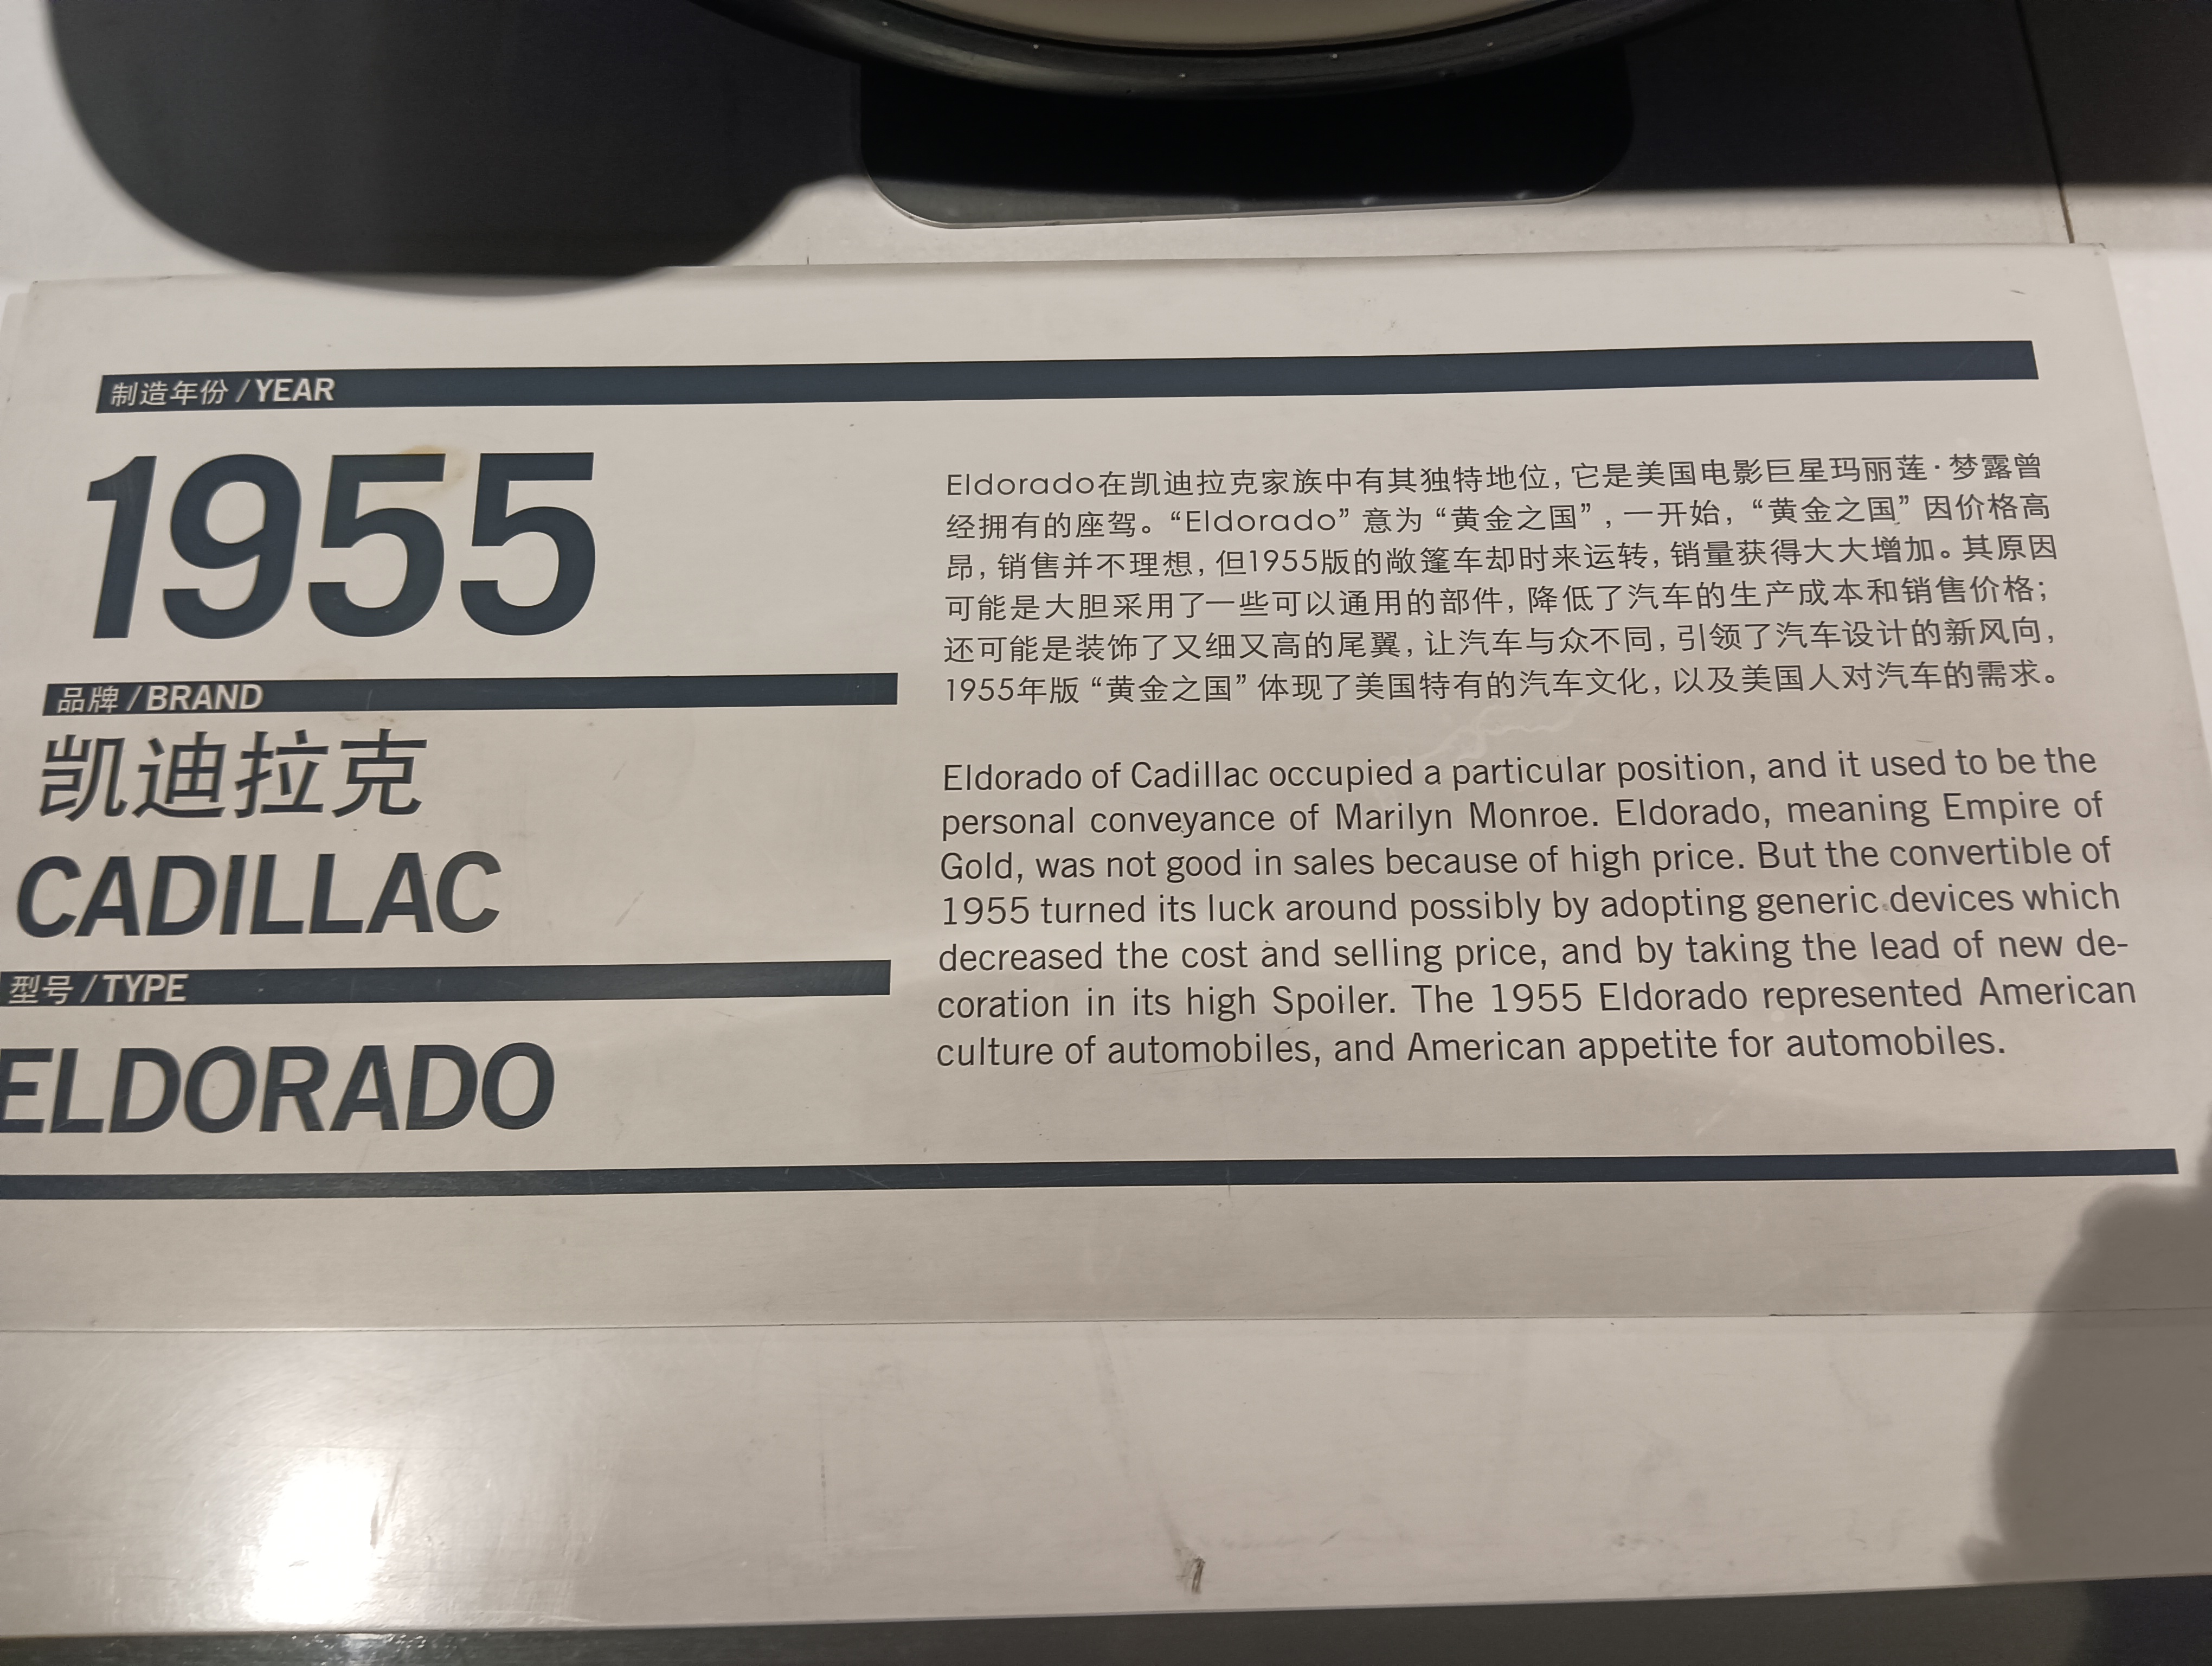 制造年份 / YEAR
1955
品牌 / BRAND
凯迪拉克
CADILLAC
型号 / TYPE
ELDORADO
Eldorado在凯迪拉克家族中有其独特地位，它是美国电影巨星玛丽莲·梦露曾
经拥有的座驾。“Eldorado” 意为 “黄金之国”，一开始，“黄金之国” 因价格高
昂，销售并不理想，但1955版的敞篷车却时来运转，销量获得大大增加。其原因
可能是大胆采用了一些可以通用的部件，降低了汽车的生产成本和销售价格；
还可能是装饰了又细又高的尾翼，让汽车与众不同，引领了汽车设计的新风向，
1955年版 “黄金之国” 体现了美国特有的汽车文化，以及美国人对汽车的需求。
Eldorado of Cadillac occupied a particular position, and it used to be the
personal conveyance of Marilyn Monroe. Eldorado, meaning Empire of
Gold, was not good in sales because of high price. But the convertible of
1955 turned its luck around possibly by adopting generic devices which
decreased the cost and selling price, and by taking the lead of new de-
coration in its high Spoiler. The 1955 Eldorado represented American
culture of automobiles, and American appetite for automobiles.